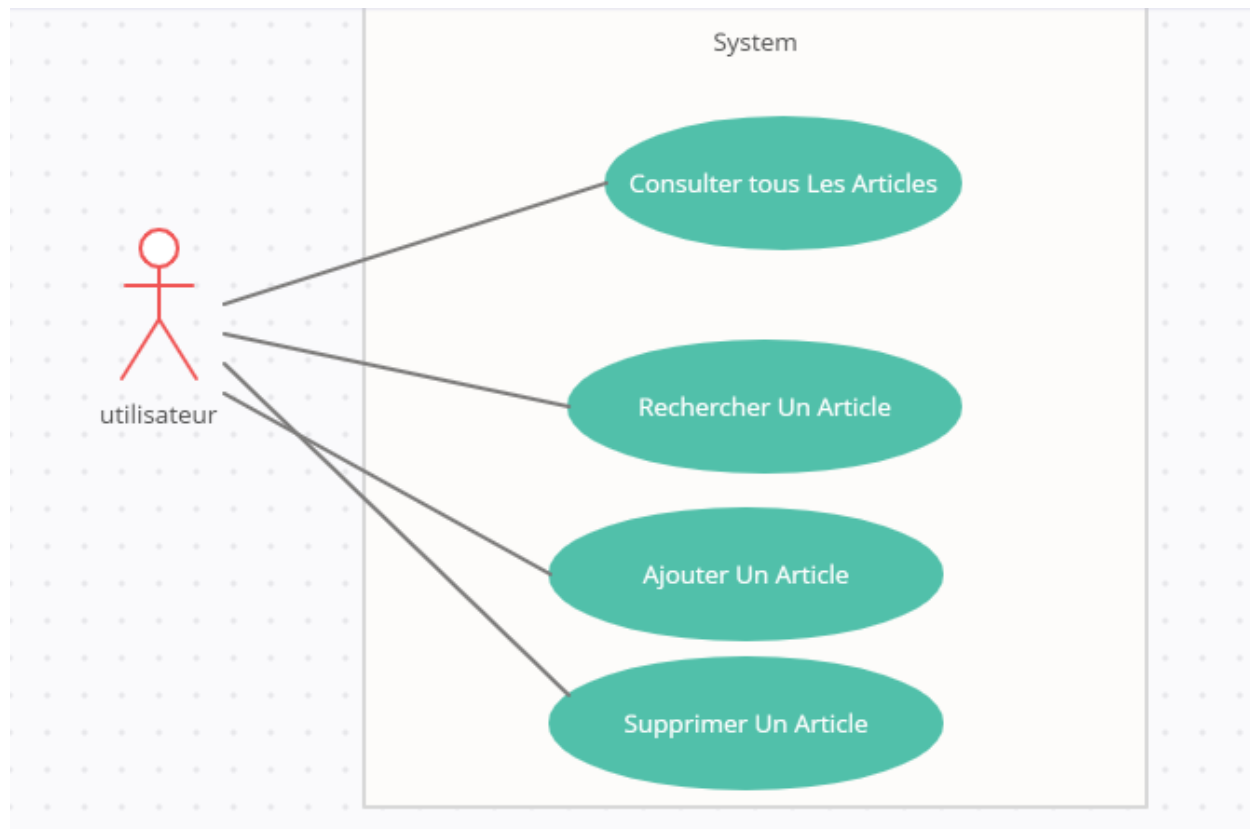 System
Consulter tous Les Articles
Rechercher Un Article
utilisateur
Ajouter Un Article
Supprimer Un Article